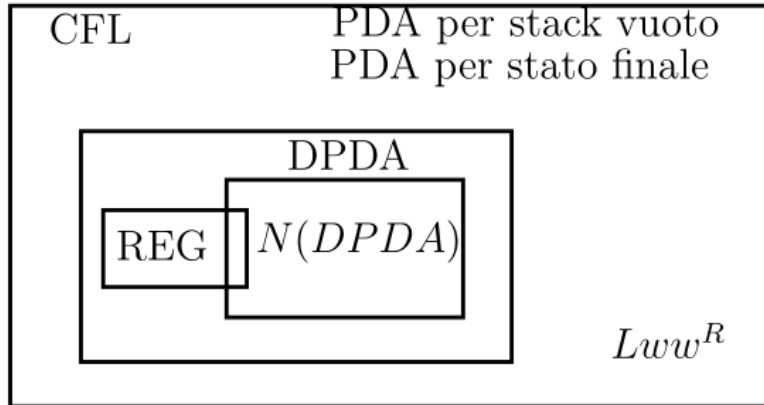 CFL
PDA per stack vuoto
PDA per stato finale
DPDA
REG
N(DPDA)
Lww^R